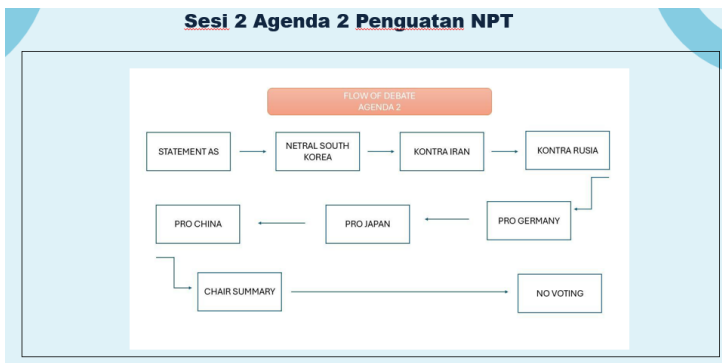 Sesi 2 Agenda 2 Penguatan NPT
FLOW OF DEBATE
AGENDA 2
STATEMENT AS
NETRAL SOUTH
KOREA
KONTRA IRAN
KONTRA RUSIA
PRO GERMANY
PRO JAPAN
PRO CHINA
CHAIR SUMMARY
NO VOTING